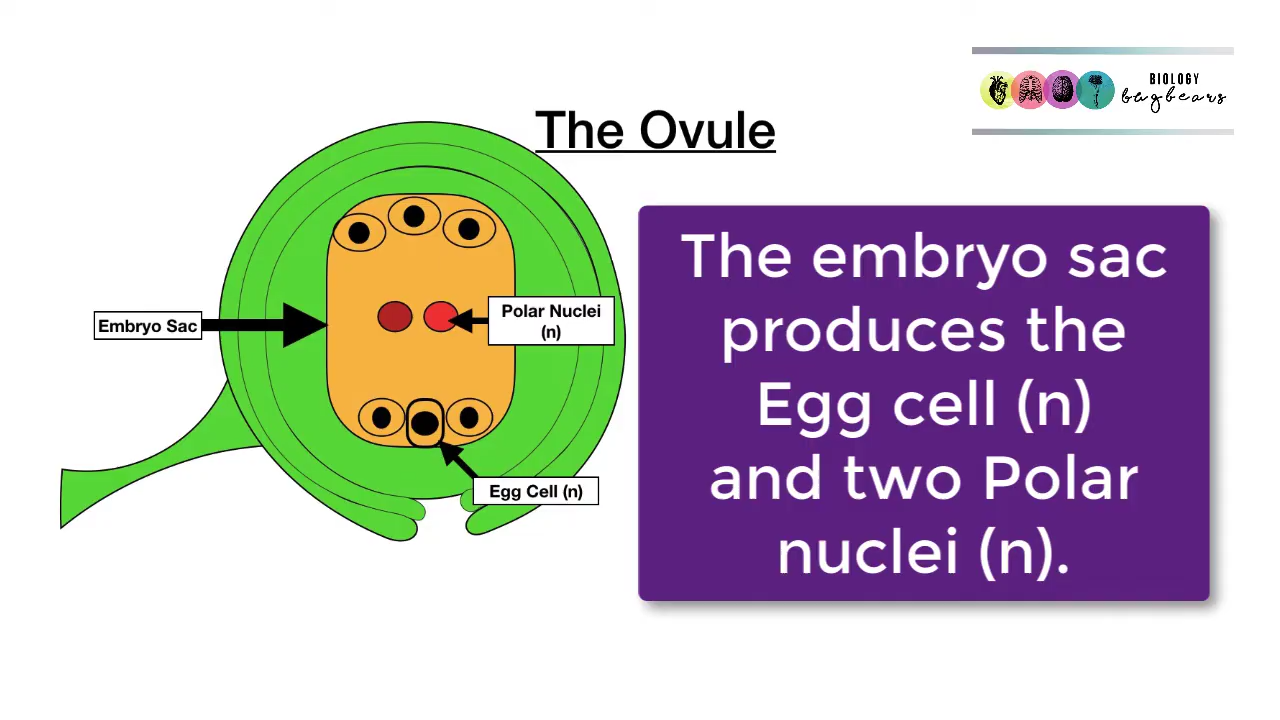 BIOLOGY
bugbears
The Ovule
The embryo sac
produces the
Egg cell (n)
and two Polar
nuclei (n).
Embryo Sac
Polar Nuclei
(n)
Egg Cell (n)